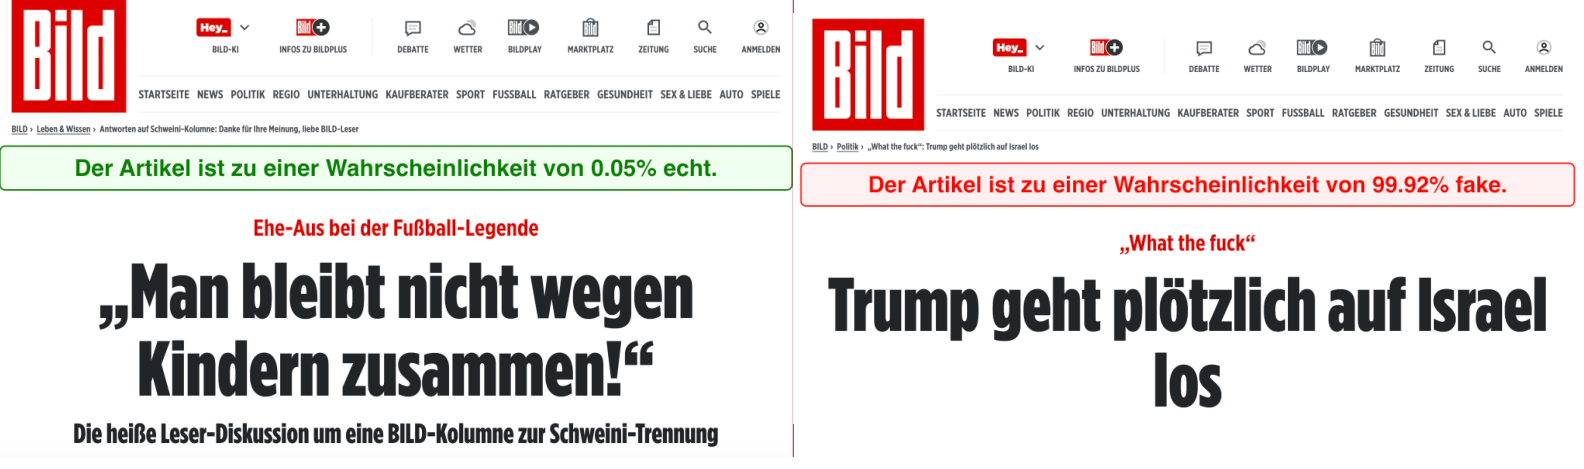 Bild
Hey_
BILD-KI
Bild+
INFOS ZU BILDPLUS
DEBATTE
WETTER
Bild
BILDPLAY
Bild
MARKTPLATZ
ZEITUNG
SUCHE
ANMELDEN
STARTSEITE NEWS POLITIK REGIO UNTERHALTUNG KAUFBERATER SPORT FUSSBALL RATGEBER GESUNDHEIT SEX & LIEBE AUTO SPIELE
BILD › Leben & Wissen › Antworten auf Schweini-Kolumne: Danke für Ihre Meinung, liebe BILD-Leser
Der Artikel ist zu einer Wahrscheinlichkeit von 0.05% echt.
Ehe-Aus bei der Fußball-Legende
„Man bleibt nicht wegen
Kindern zusammen!“
Die heiße Leser-Diskussion um eine BILD-Kolumne zur Schweini-Trennung
Bild
Hey_
BILD-KI
Bild+
INFOS ZU BILDPLUS
DEBATTE
WETTER
Bild
BILDPLAY
Bild
MARKTPLATZ
ZEITUNG
SUCHE
ANMELDEN
STARTSEITE NEWS POLITIK REGIO UNTERHALTUNG KAUFBERATER SPORT FUSSBALL RATGEBER GESUNDHEIT SEX & LIEBE AUTO SPIELE
BILD › Politik › „What the fuck“: Trump geht plötzlich auf Israel los
Der Artikel ist zu einer Wahrscheinlichkeit von 99.92% fake.
„What the fuck“
Trump geht plötzlich auf Israel
los